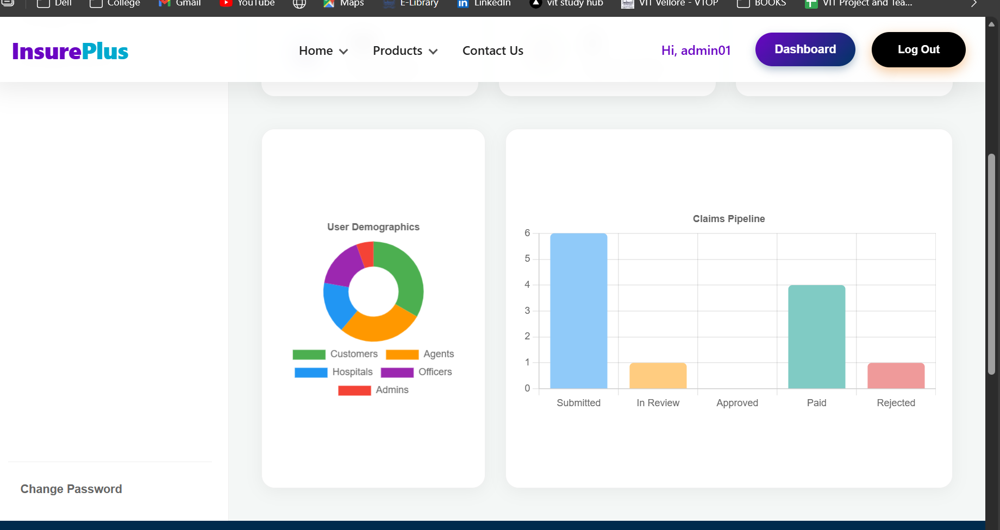 Dell College Gmail YouTube Maps E-Library LinkedIn vit study hub VIT Vellore - VTOP BOOKS VIT Project and Tea...
InsurePlus
Home Products Contact Us Hi, admin01 Dashboard Log Out
User Demographics
Customers Agents
Hospitals Officers
Admins
Claims Pipeline
6
5
4
3
2
1
0
Submitted In Review Approved Paid Rejected
Change Password